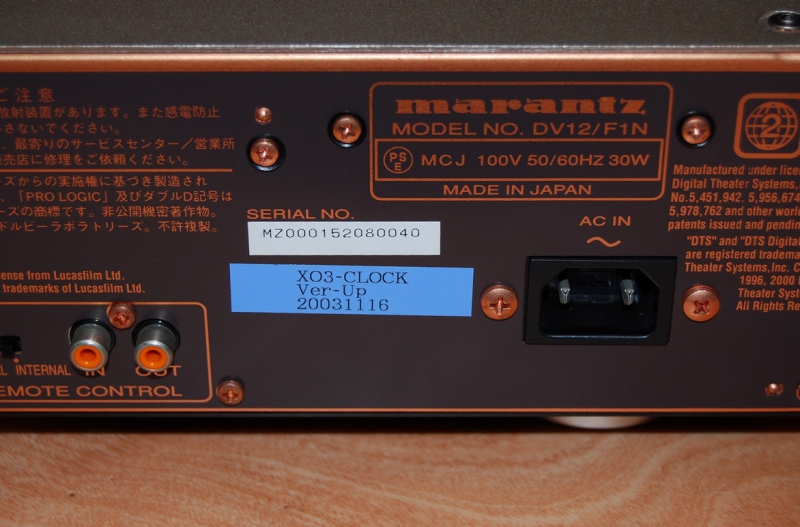 ご注意
放射装置があります。また感電防止
さないでください。
、最寄りのサービスセンター／営業所
販売店に修理をご依頼ください。
ーズからの実施権に基づき製造され
、「PRO LOGIC」及びダブルD記号は
ースの商標です。非公開機密著作物。
ドルビーラボラトリーズ。不許複製。
ense from Lucasfilm Ltd.
trademarks of Lucasfilm Ltd.
INTERNAL IN OUT
REMOTE CONTROL
marantz
MODEL NO. DV12/F1N
PS E MCJ 100V 50/60HZ 30W
MADE IN JAPAN
SERIAL NO.
MZ000152080040
XO3-CLOCK
Ver-Up
20031116
AC IN
2
Manufactured under licen
Digital Theater Systems,
No.5,451,942. 5,956,674
5,978,762 and other world
patents issued and pending
"DTS" and "DTS Digital
are registered trademar
Theater Systems,Inc. C
1996, 2000
Theater Syst
All Rights Re